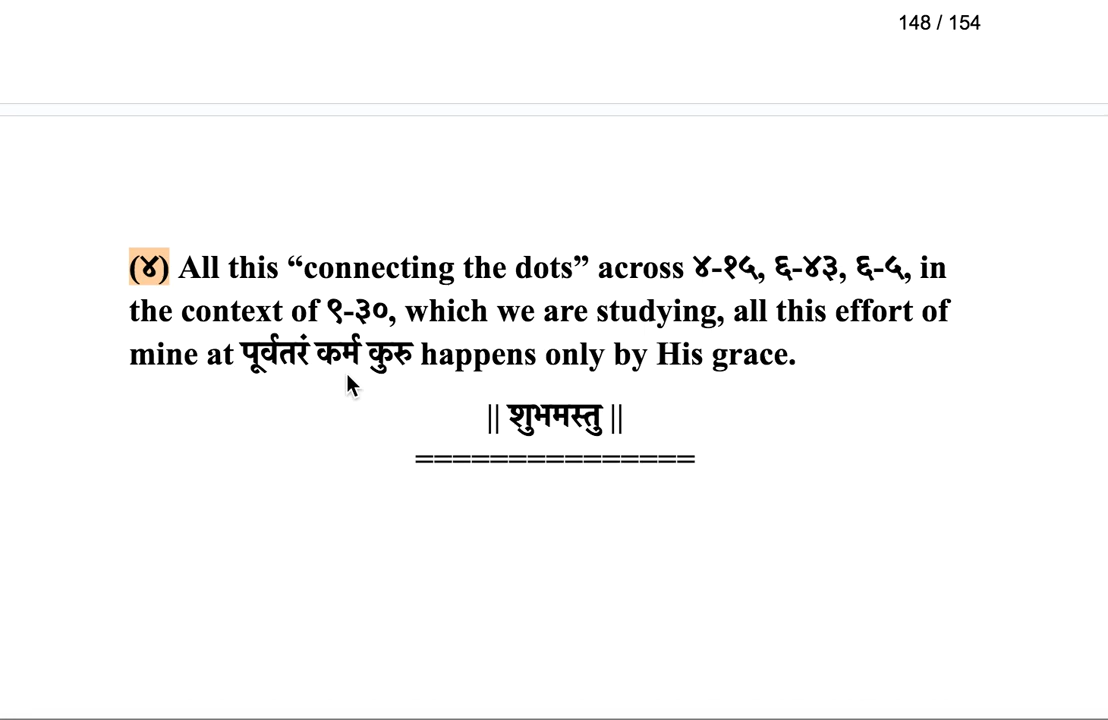 148 / 154
(४) All this “connecting the dots” across ४-१५, ६-४३, ६-५, in
the context of ९-३०, which we are studying, all this effort of
mine at पूर्वतरं कर्म कुरु happens only by His grace.
|| शुभमस्तु ||
===============